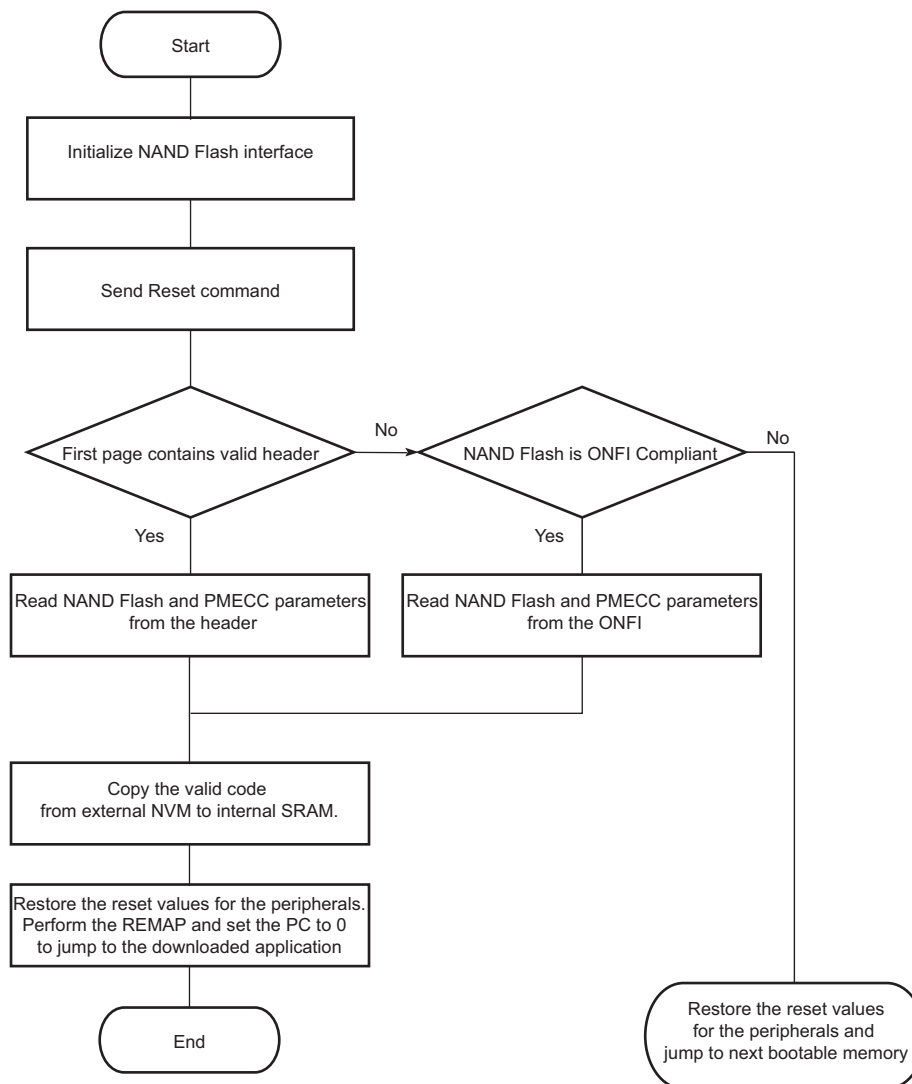 Start
Initialize NAND Flash interface
Send Reset command
First page contains valid header
No
NAND Flash is ONFI Compliant
No
Yes
Yes
Read NAND Flash and PMECC parameters
from the header
Read NAND Flash and PMECC parameters
from the ONFI
Copy the valid code
from external NVM to internal SRAM.
Restore the reset values for the peripherals.
Perform the REMAP and set the PC to 0
to jump to the downloaded application
End
Restore the reset values
for the peripherals and
jump to next bootable memory